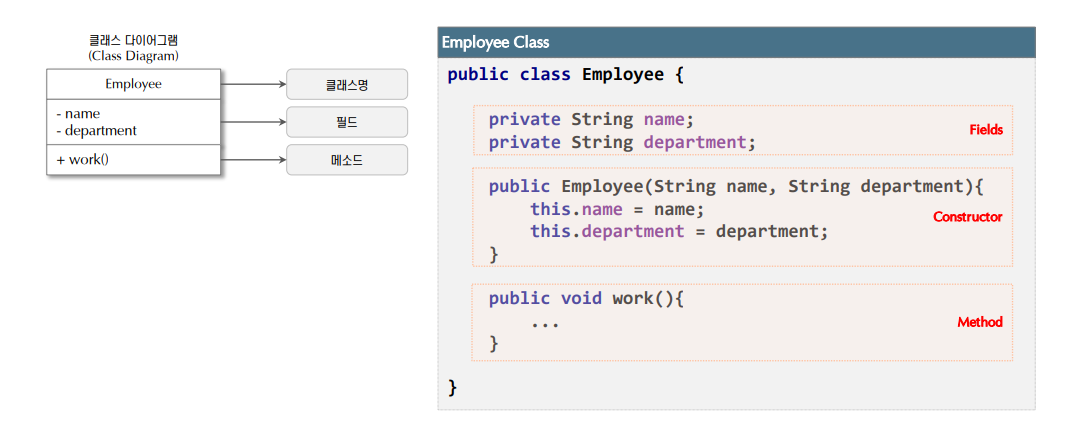 클래스 다이어그램
(Class Diagram)
Employee
클래스명
- name
- department
필드
+ work()
메소드
Employee Class
public class Employee {
private String name;
private String department;
Fields
public Employee(String name, String department){
this.name = name;
this.department = department;
}
Constructor
public void work(){
...
}
Method
}